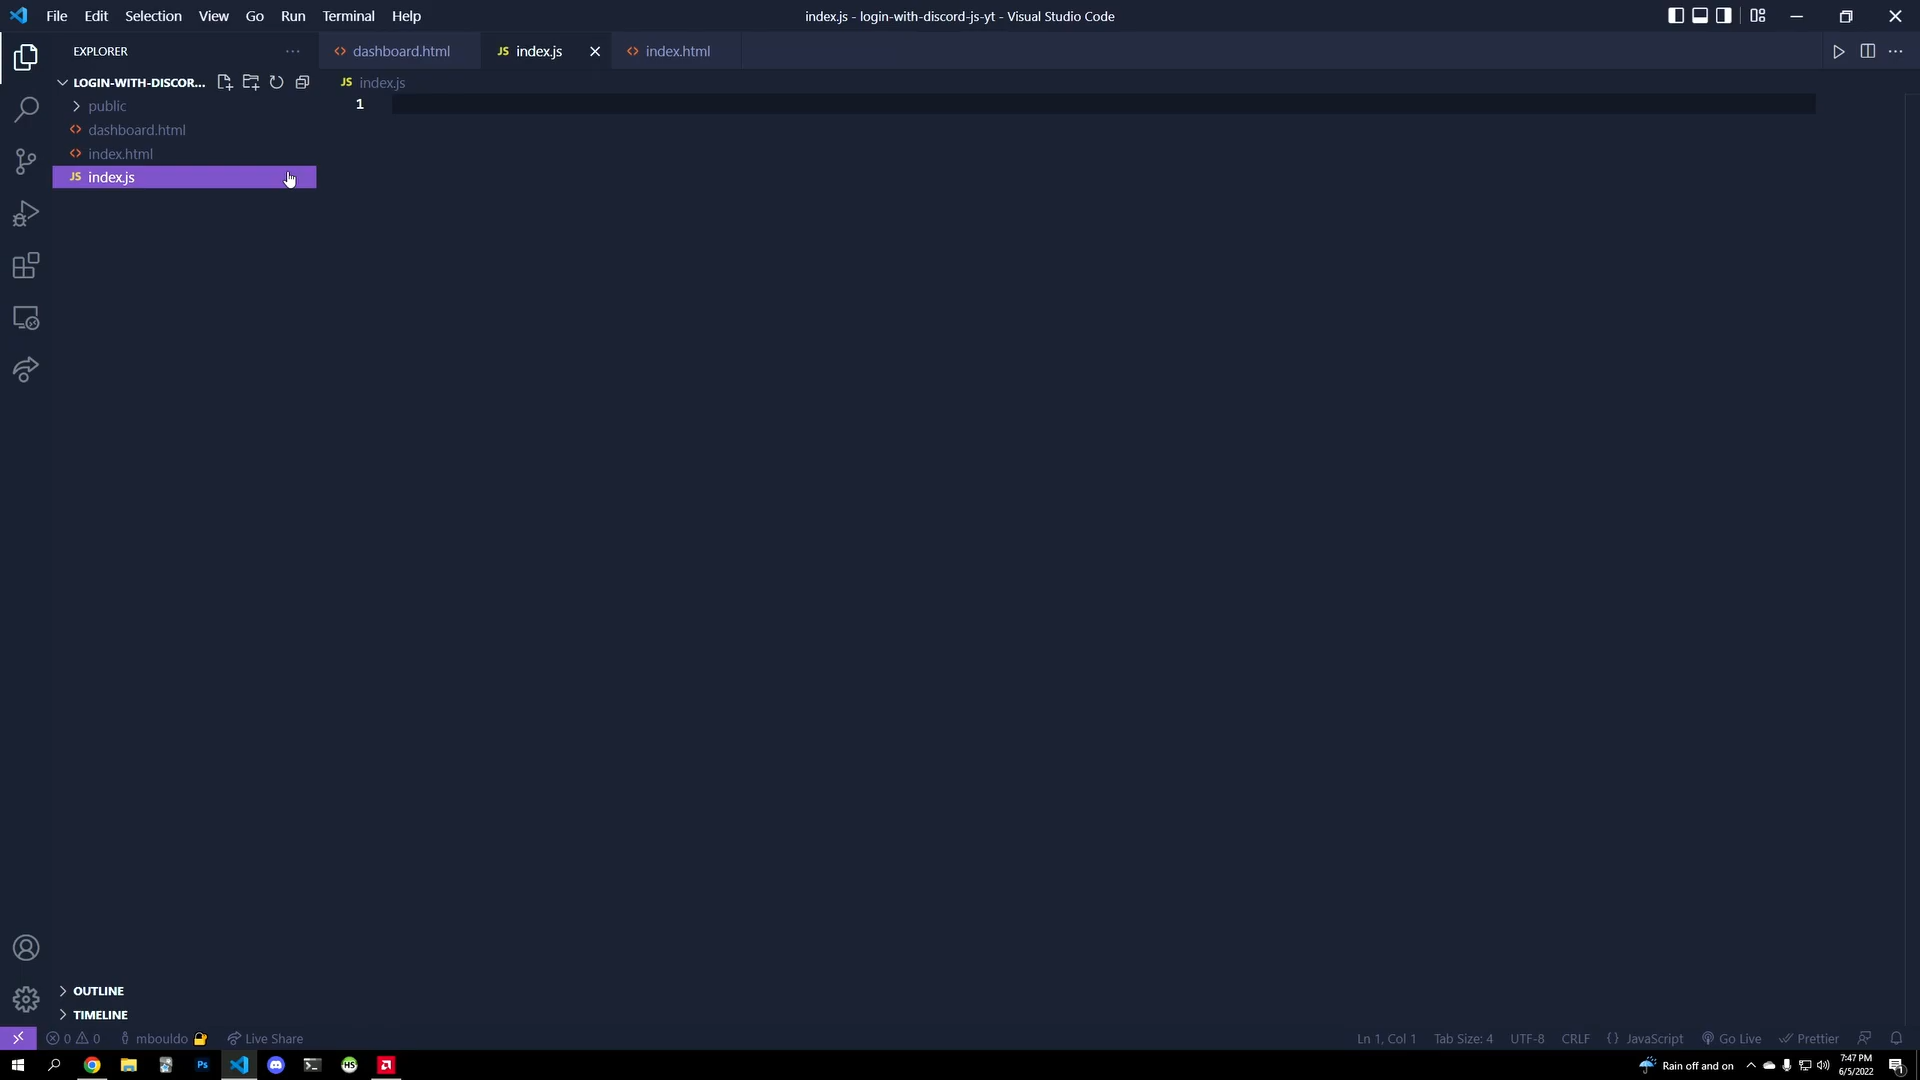 File Edit Selection View Go Run Terminal Help
index.js - login-with-discord-js-yt - Visual Studio Code
EXPLORER
dashboard.html
index.js
index.html
LOGIN-WITH-DISCOR...
JS index.js
public
dashboard.html
index.html
JS index.js
1
OUTLINE
TIMELINE
0 0 mbouldo Live Share
Ln 1, Col 1 Tab Size: 4 UTF-8 CRLF {} JavaScript Go Live Prettier
Ps
HS
Rain off and on
7:47 PM
6/5/2022